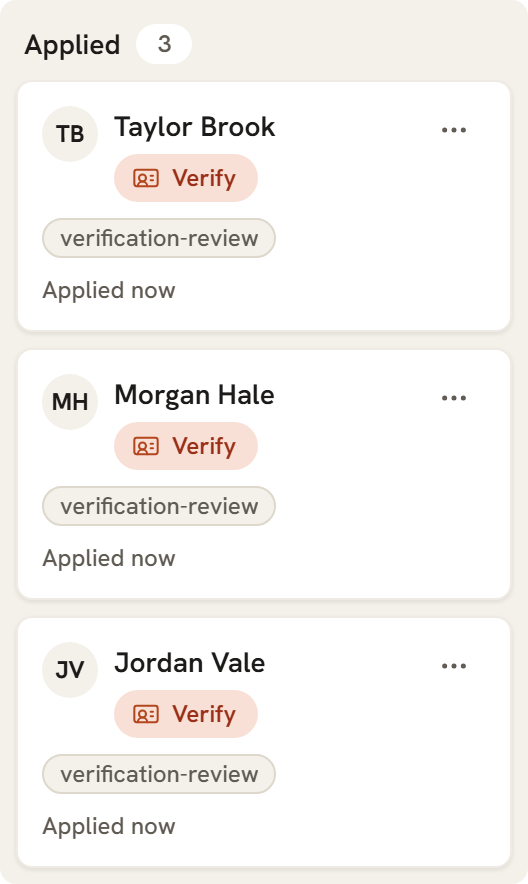 Applied 3
TB Taylor Brook
Verify
verification-review
Applied now
MH Morgan Hale
Verify
verification-review
Applied now
JV Jordan Vale
Verify
verification-review
Applied now